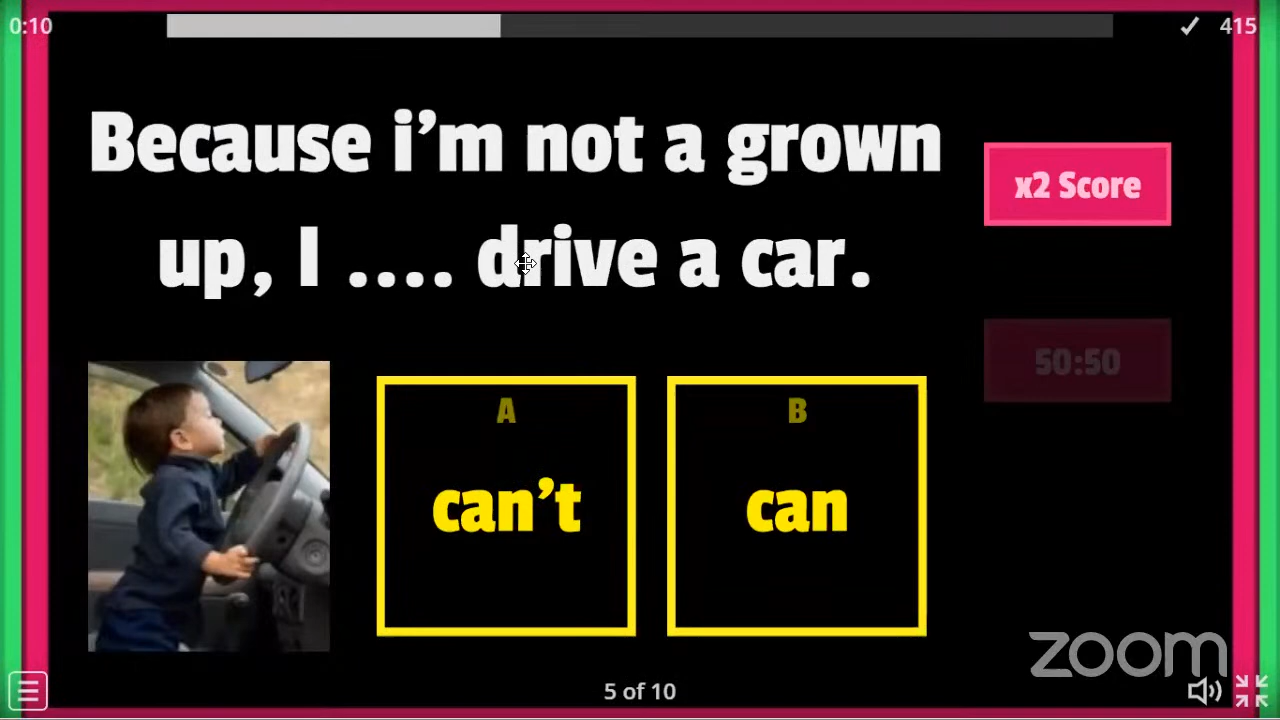 0:10
✓ 415
Because i’m not a grown
up, I .... drive a car.
x2 Score
50:50
A
can’t
B
can
zoom
5 of 10